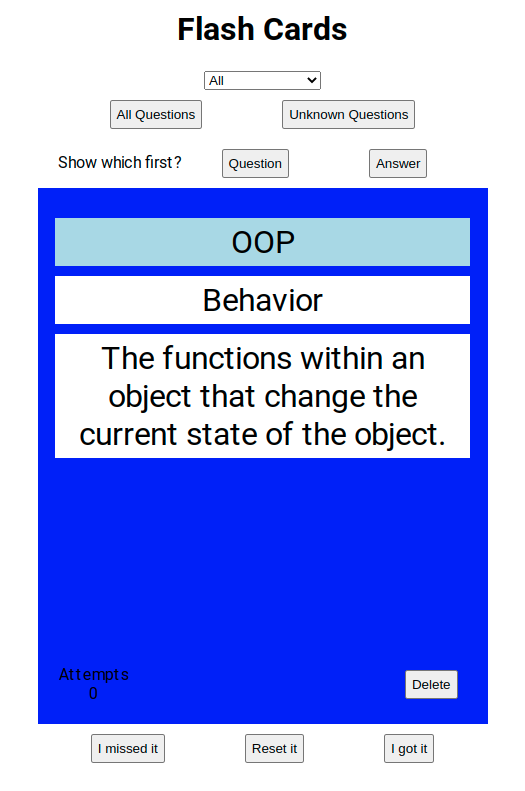 Flash Cards
All
All Questions Unknown Questions
Show which first? Question Answer
OOP
Behavior
The functions within an
object that change the
current state of the object.
Attempts
0
Delete
I missed it Reset it I got it